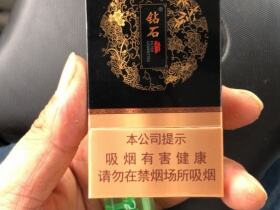 钻石
本公司提示
吸烟有害健康
请勿在禁烟场所吸烟